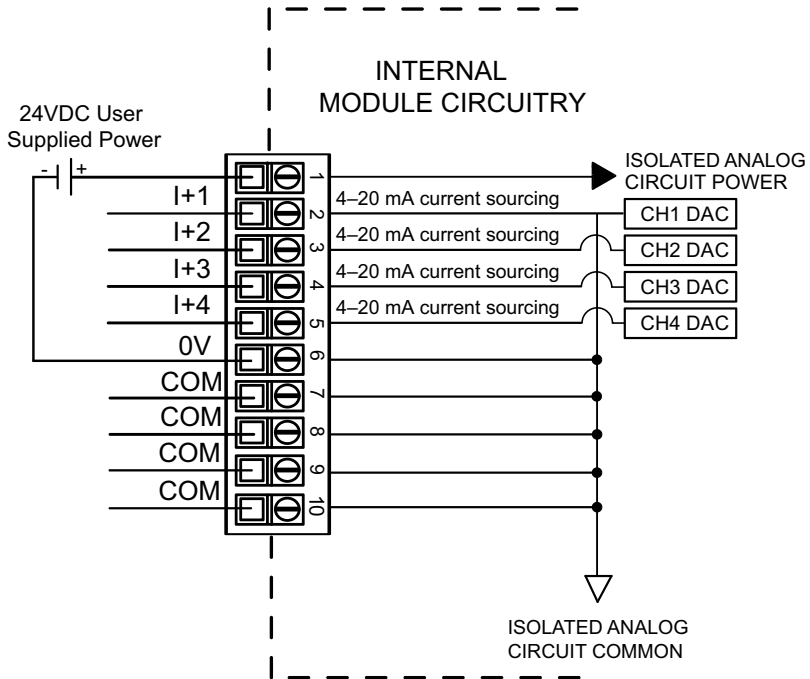 INTERNAL
MODULE CIRCUITRY
24VDC User
Supplied Power
- +
1
ISOLATED ANALOG
CIRCUIT POWER
I+1
2
4–20 mA current sourcing
CH1 DAC
I+2
3
4–20 mA current sourcing
CH2 DAC
I+3
4
4–20 mA current sourcing
CH3 DAC
I+4
5
4–20 mA current sourcing
CH4 DAC
0V
6
COM
7
COM
8
COM
9
COM
10
ISOLATED ANALOG
CIRCUIT COMMON